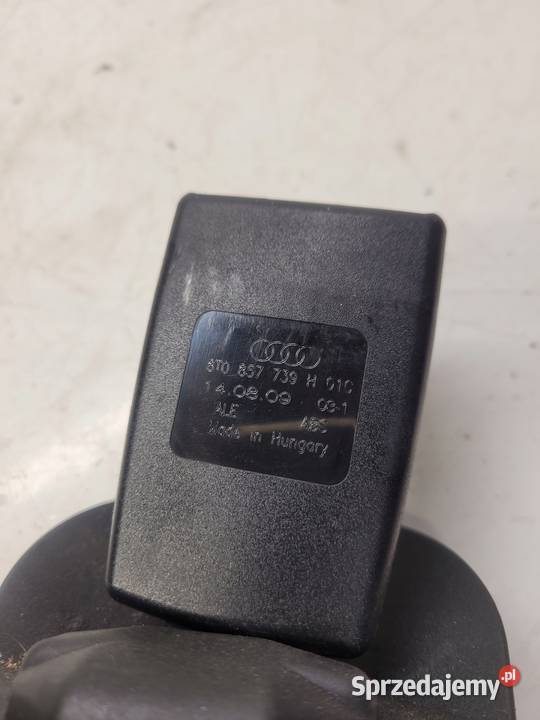 8T0 857 739 H 01C
14.08.09 03-1
ALE ABS
Made in Hungary
Sprzedajemy.pl